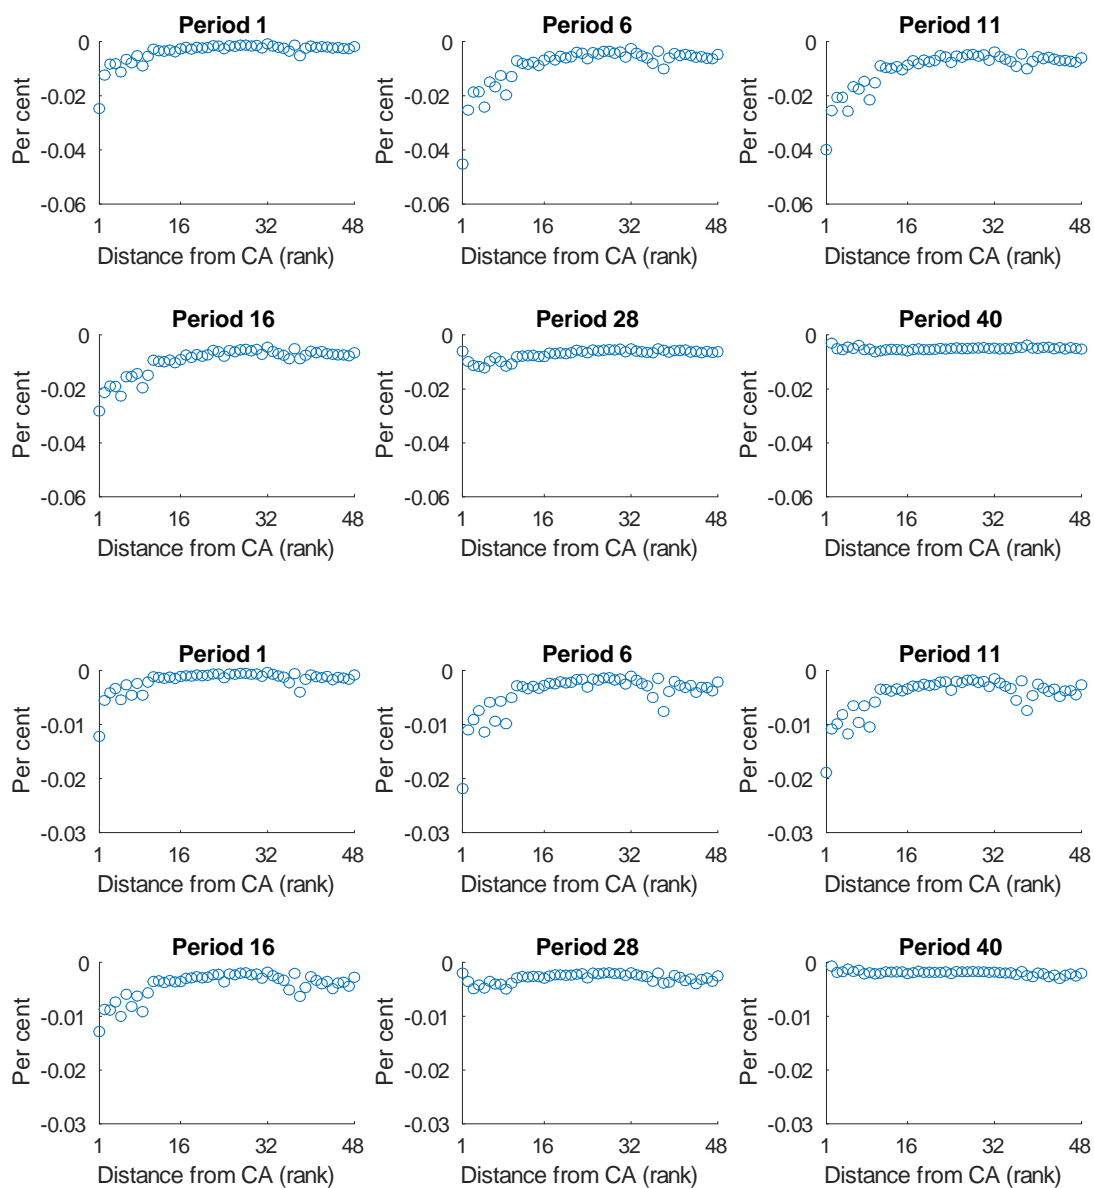 Period 1
Period 6
Period 11
0
-0.02
-0.04
-0.06
Per cent
1 16 32 48
Distance from CA (rank)
0
-0.02
-0.04
-0.06
Per cent
1 16 32 48
Distance from CA (rank)
0
-0.02
-0.04
-0.06
Per cent
1 16 32 48
Distance from CA (rank)
Period 16
Period 28
Period 40
0
-0.02
-0.04
-0.06
Per cent
1 16 32 48
Distance from CA (rank)
0
-0.02
-0.04
-0.06
Per cent
1 16 32 48
Distance from CA (rank)
0
-0.02
-0.04
-0.06
Per cent
1 16 32 48
Distance from CA (rank)
Period 1
Period 6
Period 11
0
-0.01
-0.02
-0.03
Per cent
1 16 32 48
Distance from CA (rank)
0
-0.01
-0.02
-0.03
Per cent
1 16 32 48
Distance from CA (rank)
0
-0.01
-0.02
-0.03
Per cent
1 16 32 48
Distance from CA (rank)
Period 16
Period 28
Period 40
0
-0.01
-0.02
-0.03
Per cent
1 16 32 48
Distance from CA (rank)
0
-0.01
-0.02
-0.03
Per cent
1 16 32 48
Distance from CA (rank)
0
-0.01
-0.02
-0.03
Per cent
1 16 32 48
Distance from CA (rank)